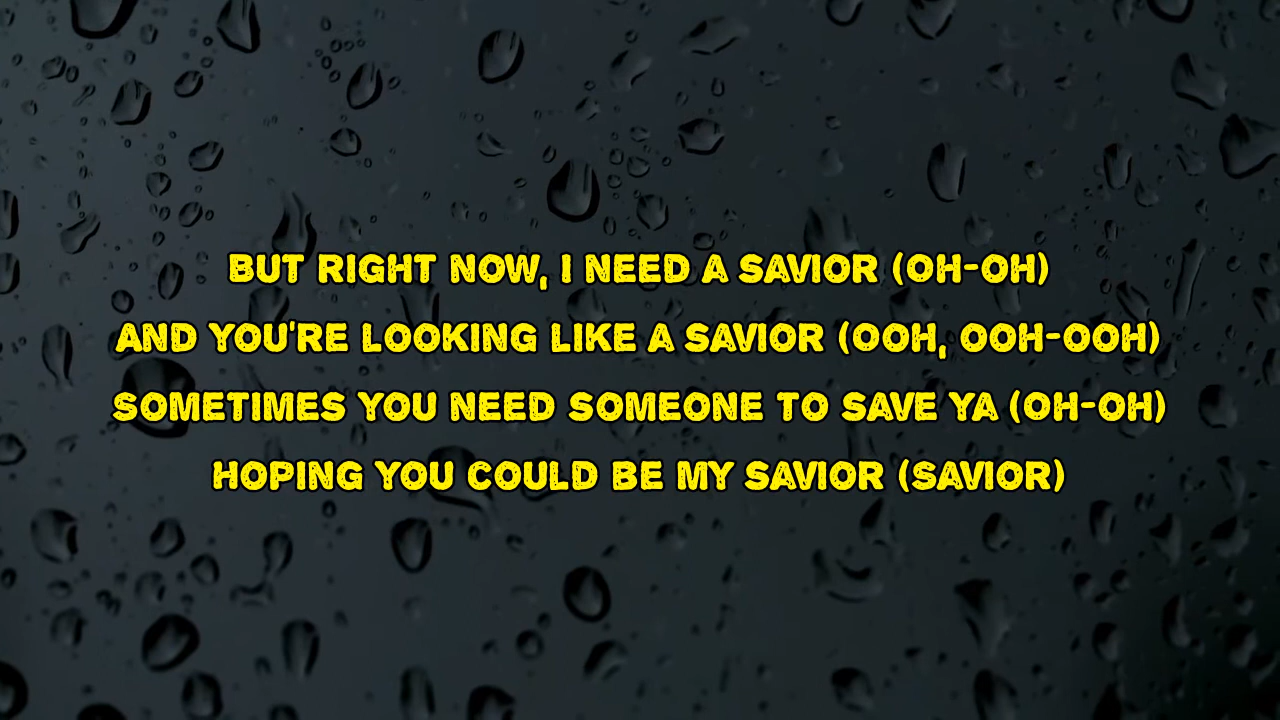 BUT RIGHT NOW, I NEED A SAVIOR (OH-OH)
AND YOU'RE LOOKING LIKE A SAVIOR (OOH, OOH-OOH)
SOMETIMES YOU NEED SOMEONE TO SAVE YA (OH-OH)
HOPING YOU COULD BE MY SAVIOR (SAVIOR)